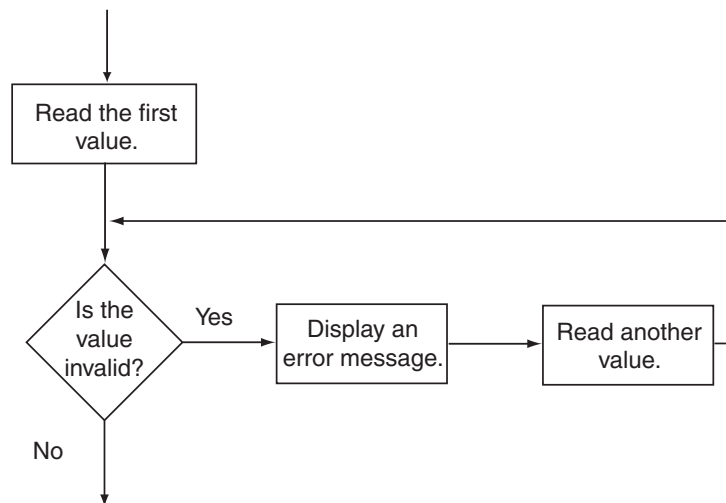 Read the first
value.
Is the
value
invalid?
Yes
Display an
error message.
Read another
value.
No